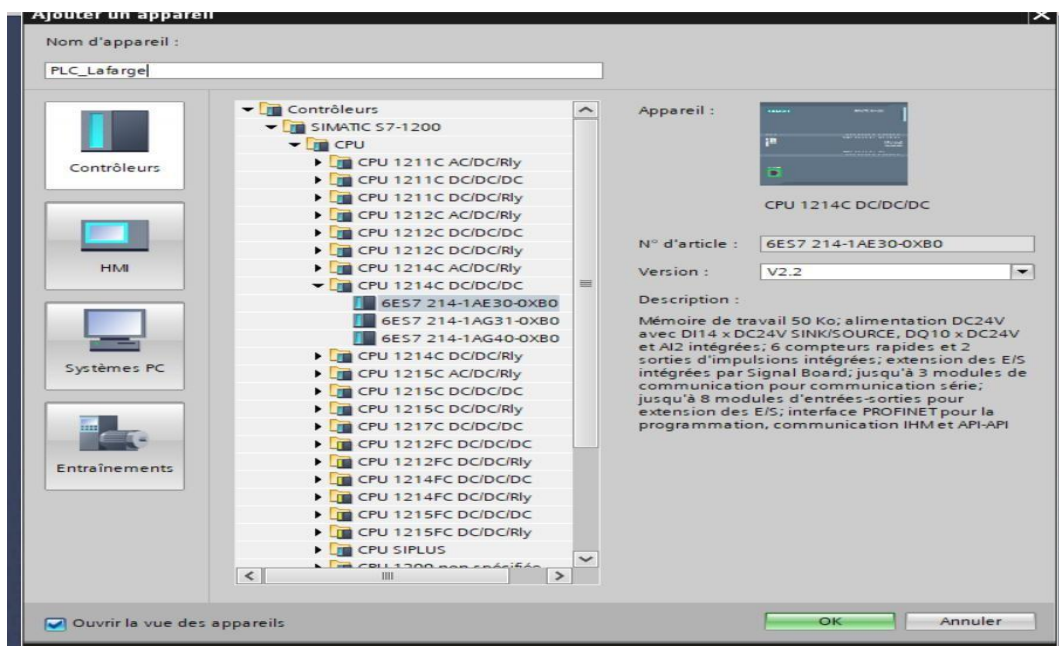 Ajouter un appareil
Nom d'appareil :
PLC_Lafarge
Contrôleurs
HMI
Systèmes PC
Entraînements
Contrôleurs
SIMATIC S7-1200
CPU
CPU 1211C AC/DC/Rly
CPU 1211C DC/DC/DC
CPU 1211C DC/DC/Rly
CPU 1212C AC/DC/Rly
CPU 1212C DC/DC/DC
CPU 1212C DC/DC/Rly
CPU 1214C AC/DC/Rly
CPU 1214C DC/DC/DC
6ES7 214-1AE30-0XB0
6ES7 214-1AG31-0XB0
6ES7 214-1AG40-0XB0
CPU 1214C DC/DC/Rly
CPU 1215C AC/DC/Rly
CPU 1215C DC/DC/DC
CPU 1215C DC/DC/Rly
CPU 1217C DC/DC/DC
CPU 1212FC DC/DC/DC
CPU 1212FC DC/DC/Rly
CPU 1214FC DC/DC/DC
CPU 1214FC DC/DC/Rly
CPU 1215FC DC/DC/DC
CPU 1215FC DC/DC/Rly
CPU SIPLUS
CPU 1200 non spécifiée
Appareil :
CPU 1214C DC/DC/DC
N° d'article :
6ES7 214-1AE30-0XB0
Version :
V2.2
Description :
Mémoire de travail 50 Ko; alimentation DC24V
avec DI14 x DC24V SINK/SOURCE, DQ10 x DC24V
et AI2 intégrées; 6 compteurs rapides et 2
sorties d'impulsions intégrées; extension des E/S
intégrées par Signal Board; jusqu'à 3 modules de
communication pour communication série;
jusqu'à 8 modules d'entrées-sorties pour
extension des E/S; interface PROFINET pour la
programmation, communication IHM et API-API
Ouvrir la vue des appareils
OK
Annuler